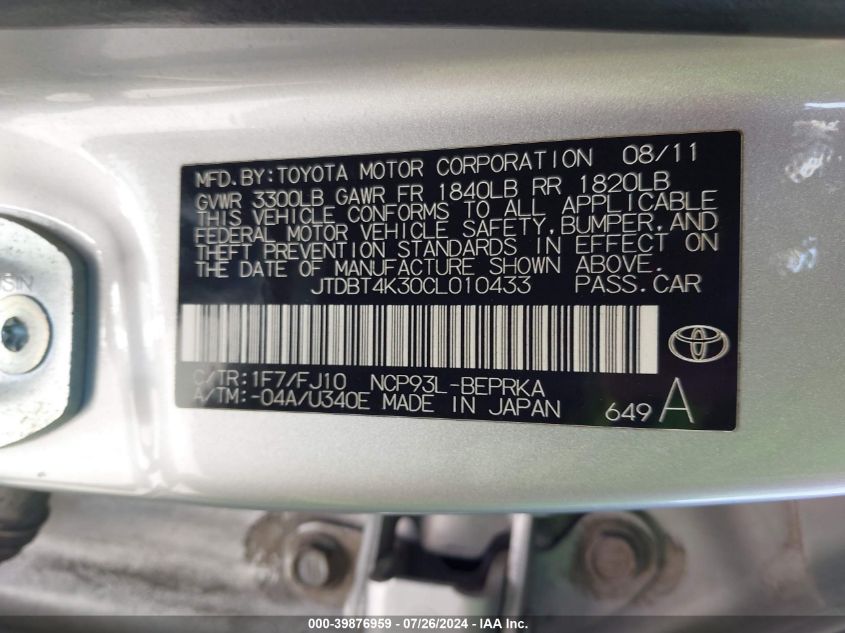 MFD.BY:TOYOTA MOTOR CORPORATION 08/11
GVWR 3300LB GAWR FR 1840LB RR 1820LB
THIS VEHICLE CONFORMS TO ALL APPLICABLE
FEDERAL MOTOR VEHICLE SAFETY,BUMPER,AND
THEFT PREVENTION STANDARDS IN EFFECT ON
THE DATE OF MANUFACTURE SHOWN ABOVE.
JTDBT4K30CL010433 PASS.CAR
C/TR:1F7/FJ10 NCP93L-BEPRKA
A/TM:-04A/U340E MADE IN JAPAN
649 A
000-39876959 / 07/26/2024 - IAA Inc.